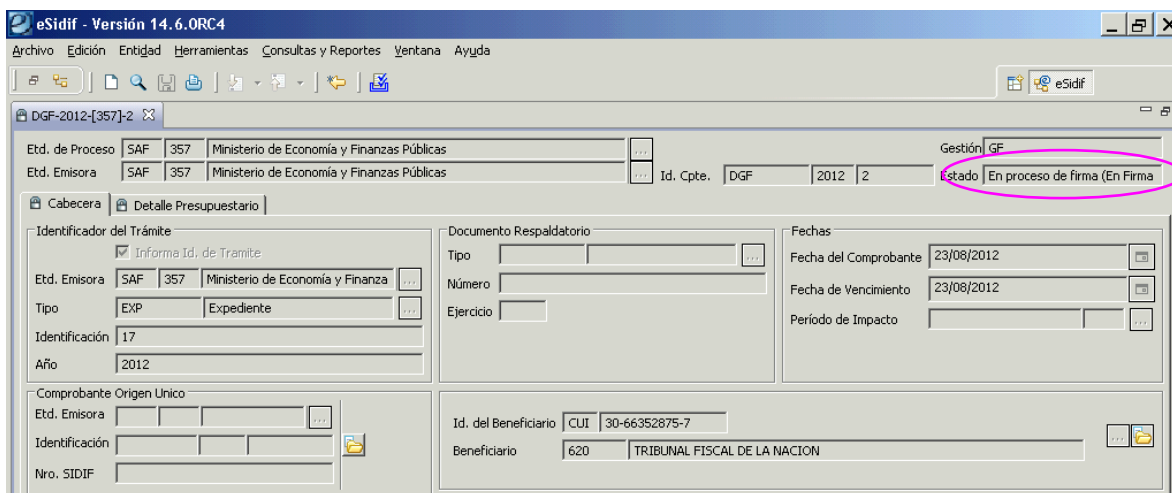 eSidif - Versión 14.6.0RC4
Archivo Edición Entidad Herramientas Consultas y Reportes Ventana Ayuda
eSidif
DGF-2012-[357]-2
Etd. de Proceso SAF 357 Ministerio de Economía y Finanzas Públicas ... Gestión GF
Etd. Emisora SAF 357 Ministerio de Economía y Finanzas Públicas ... Id. Cpte. DGF 2012 2 Estado En proceso de firma (En Firma
Cabecera Detalle Presupuestario
Identificador del Trámite
Informa Id. de Tramite
Etd. Emisora SAF 357 Ministerio de Economía y Finanza ...
Tipo EXP Expediente ...
Identificación 17
Año 2012
Documento Respaldatorio
Tipo ...
Número
Ejercicio
Fechas
Fecha del Comprobante 23/08/2012
Fecha de Vencimiento 23/08/2012
Período de Impacto ...
Comprobante Origen Unico
Etd. Emisora ...
Identificación
Nro. SIDIF
Id. del Beneficiario CUI 30-66352875-7
Beneficiario 620 TRIBUNAL FISCAL DE LA NACION ...